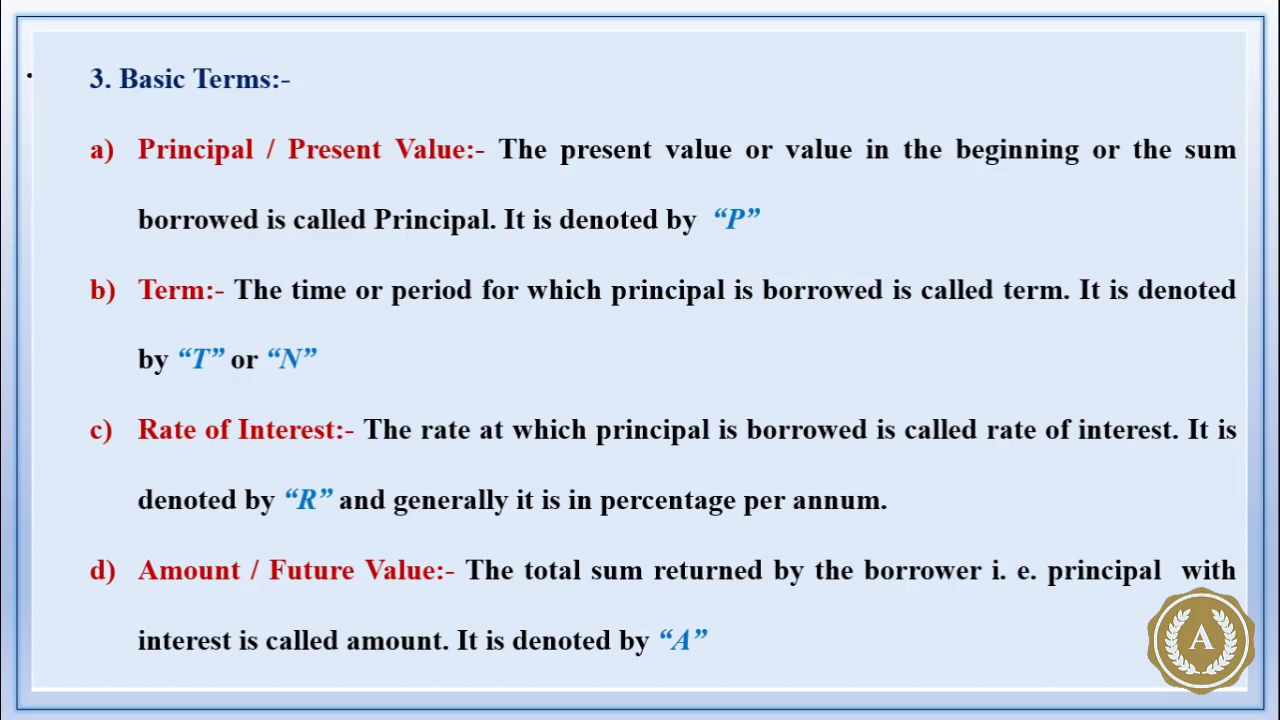 3. Basic Terms:-
a) Principal / Present Value:- The present value or value in the beginning or the sum
borrowed is called Principal. It is denoted by “P”
b) Term:- The time or period for which principal is borrowed is called term. It is denoted
by “T” or “N”
c) Rate of Interest:- The rate at which principal is borrowed is called rate of interest. It is
denoted by “R” and generally it is in percentage per annum.
d) Amount / Future Value:- The total sum returned by the borrower i. e. principal with
interest is called amount. It is denoted by “A”
A